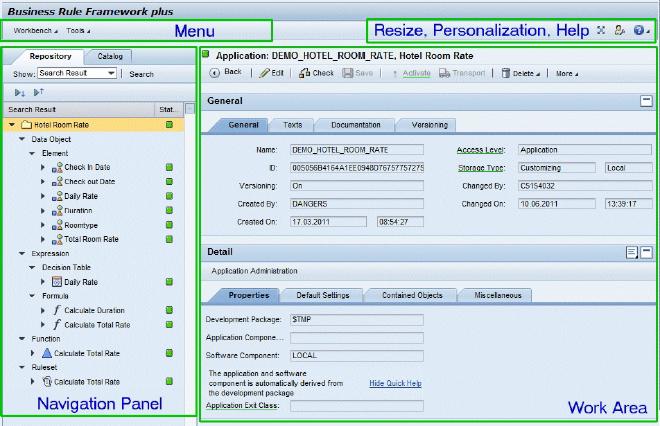 Business Rule Framework plus
Workbench Tools
Menu
Resize, Personalization, Help
Repository Catalog
Show: Search Result Search
Search Result Stat...
Hotel Room Rate
Data Object
Element
Check In Date
Check out Date
Daily Rate
Duration
Roomtype
Total Room Rate
Expression
Decision Table
Daily Rate
Formula
Calculate Duration
Calculate Total Rate
Function
Calculate Total Rate
Ruleset
Calculate Total Rate
Navigation Panel
Application: DEMO_HOTEL_ROOM_RATE, Hotel Room Rate
Back Edit Check Save Activate Transport Delete More
General
General Texts Documentation Versioning
Name: DEMO_HOTEL_ROOM_RATE Access Level: Application
ID: Storage Type: Customizing Local
Versioning: On Changed By:
Created By: DANGERS Changed On: 10.06.2011 13:39:17
Created On: 17.03.2011 08:54:27
Detail
Application Administration
Properties Default Settings Contained Objects Miscellaneous
Development Package: $TMP
Application Compone...
Software Component: LOCAL
The application and software
component is automatically derived from Hide Quick Help
the development package
Application Exit Class:
Work Area